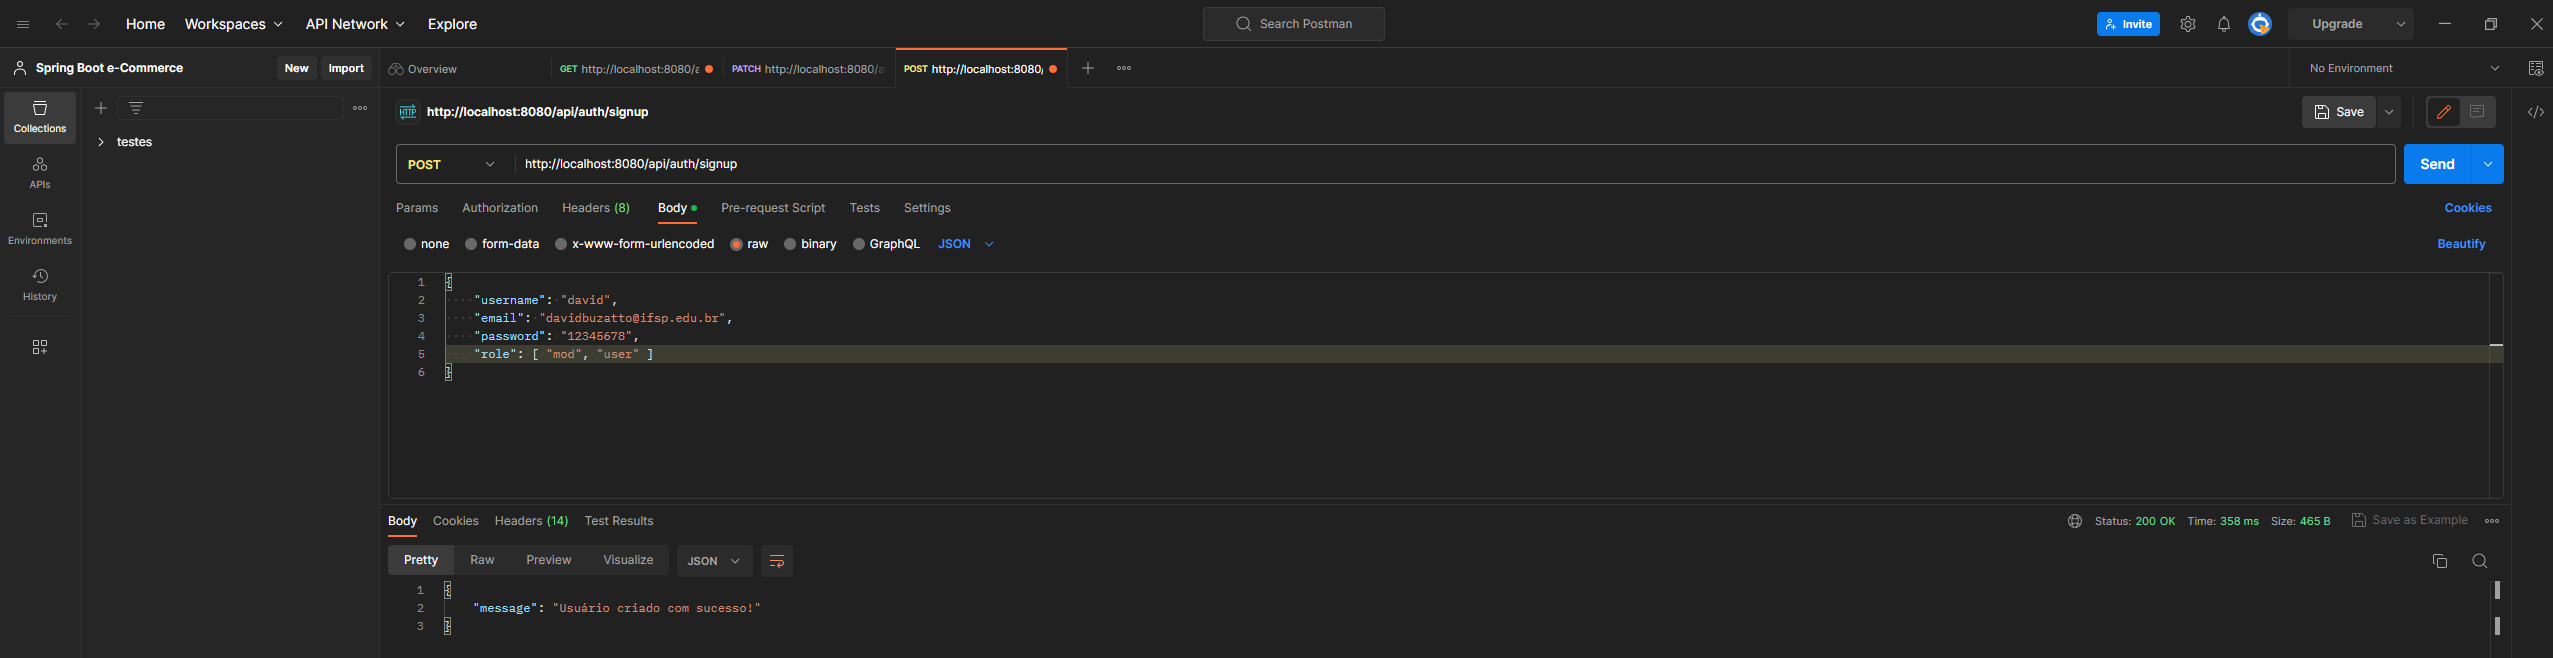 Home Workspaces API Network Explore Search Postman Invite Upgrade
Spring Boot e-Commerce New Import Overview GET http://localhost:8080/a PATCH http://localhost:8080/a POST http://localhost:8080/ No Environment
Collections
APIs
Environments
History
testes
HTTP http://localhost:8080/api/auth/signup Save
POST http://localhost:8080/api/auth/signup Send
Params Authorization Headers (8) Body Pre-request Script Tests Settings Cookies
none form-data x-www-form-urlencoded raw binary GraphQL JSON Beautify
1 {
2 "username": "david",
3 "email": "davidbuzatto@ifsp.edu.br",
4 "password": "12345678",
5 "role": [ "mod", "user" ]
6 }
Body Cookies Headers (14) Test Results Status: 200 OK Time: 358 ms Size: 465 B Save as Example
Pretty Raw Preview Visualize JSON
1 {
2 "message": "Usuário criado com sucesso!"
3 }